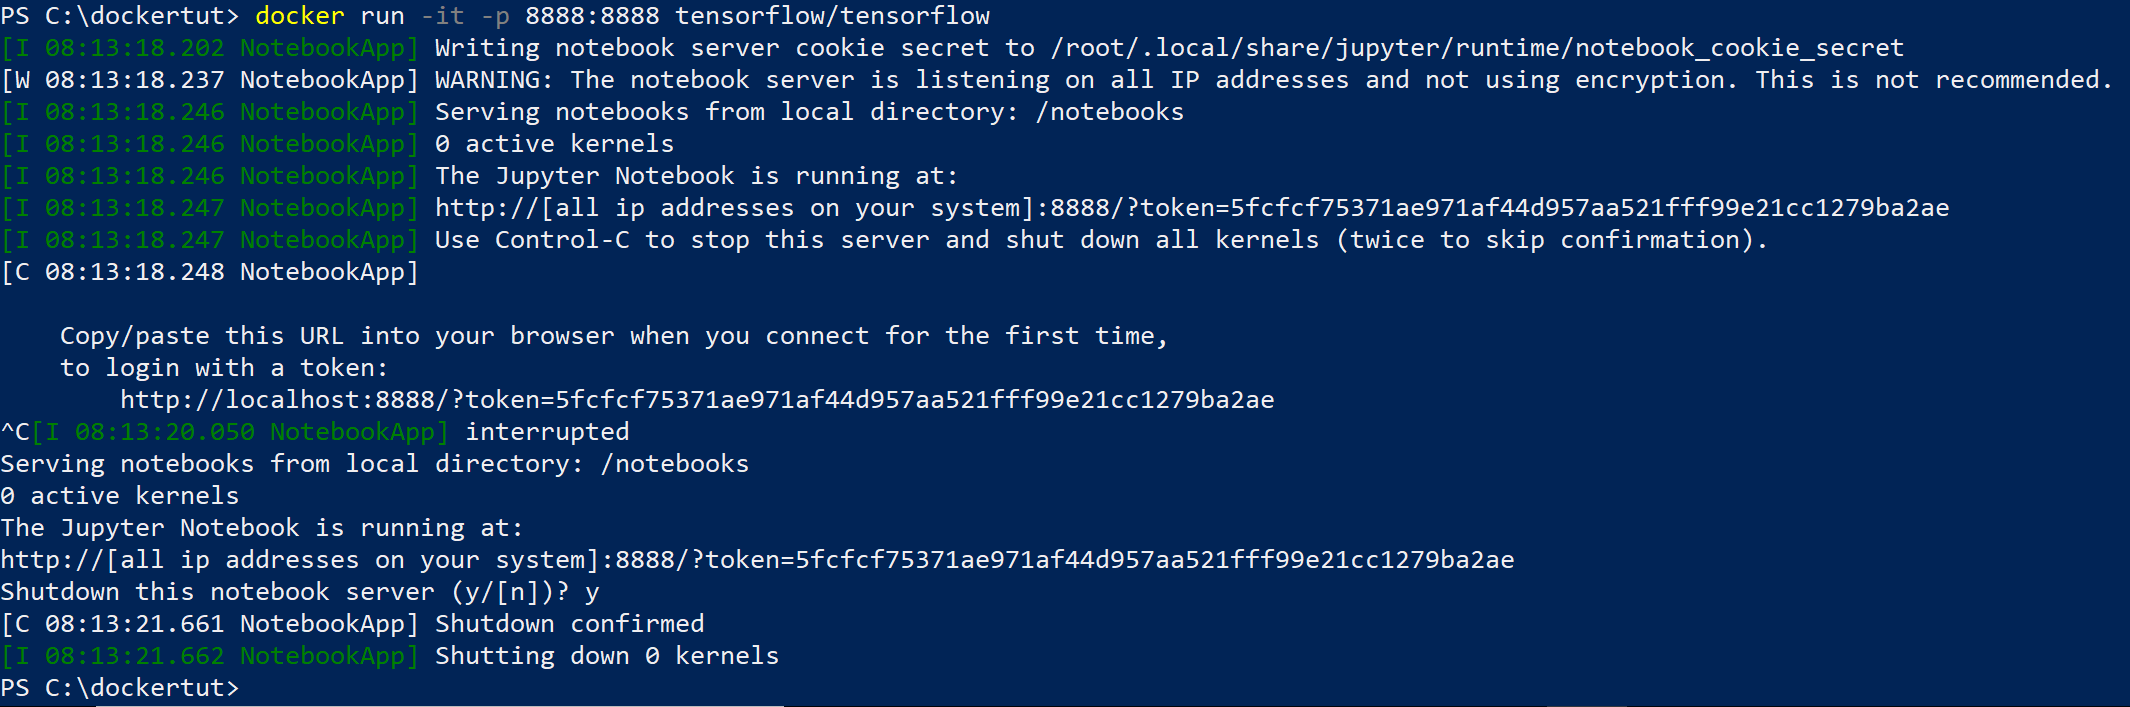 PS C:\dockertut> docker run -it -p 8888:8888 tensorflow/tensorflow
[I 08:13:18.202 NotebookApp] Writing notebook server cookie secret to /root/.local/share/jupyter/runtime/notebook_cookie_secret
[W 08:13:18.237 NotebookApp] WARNING: The notebook server is listening on all IP addresses and not using encryption. This is not recommended.
[I 08:13:18.246 NotebookApp] Serving notebooks from local directory: /notebooks
[I 08:13:18.246 NotebookApp] 0 active kernels
[I 08:13:18.246 NotebookApp] The Jupyter Notebook is running at:
[I 08:13:18.247 NotebookApp] http://[all ip addresses on your system]:8888/?token=5fcfcf75371ae971af44d957aa521fff99e21cc1279ba2ae
[I 08:13:18.247 NotebookApp] Use Control-C to stop this server and shut down all kernels (twice to skip confirmation).
[C 08:13:18.248 NotebookApp]
Copy/paste this URL into your browser when you connect for the first time,
to login with a token:
http://localhost:8888/?token=5fcfcf75371ae971af44d957aa521fff99e21cc1279ba2ae
^C[I 08:13:20.050 NotebookApp] interrupted
Serving notebooks from local directory: /notebooks
0 active kernels
The Jupyter Notebook is running at:
http://[all ip addresses on your system]:8888/?token=5fcfcf75371ae971af44d957aa521fff99e21cc1279ba2ae
Shutdown this notebook server (y/[n])? y
[C 08:13:21.661 NotebookApp] Shutdown confirmed
[I 08:13:21.662 NotebookApp] Shutting down 0 kernels
PS C:\dockertut>